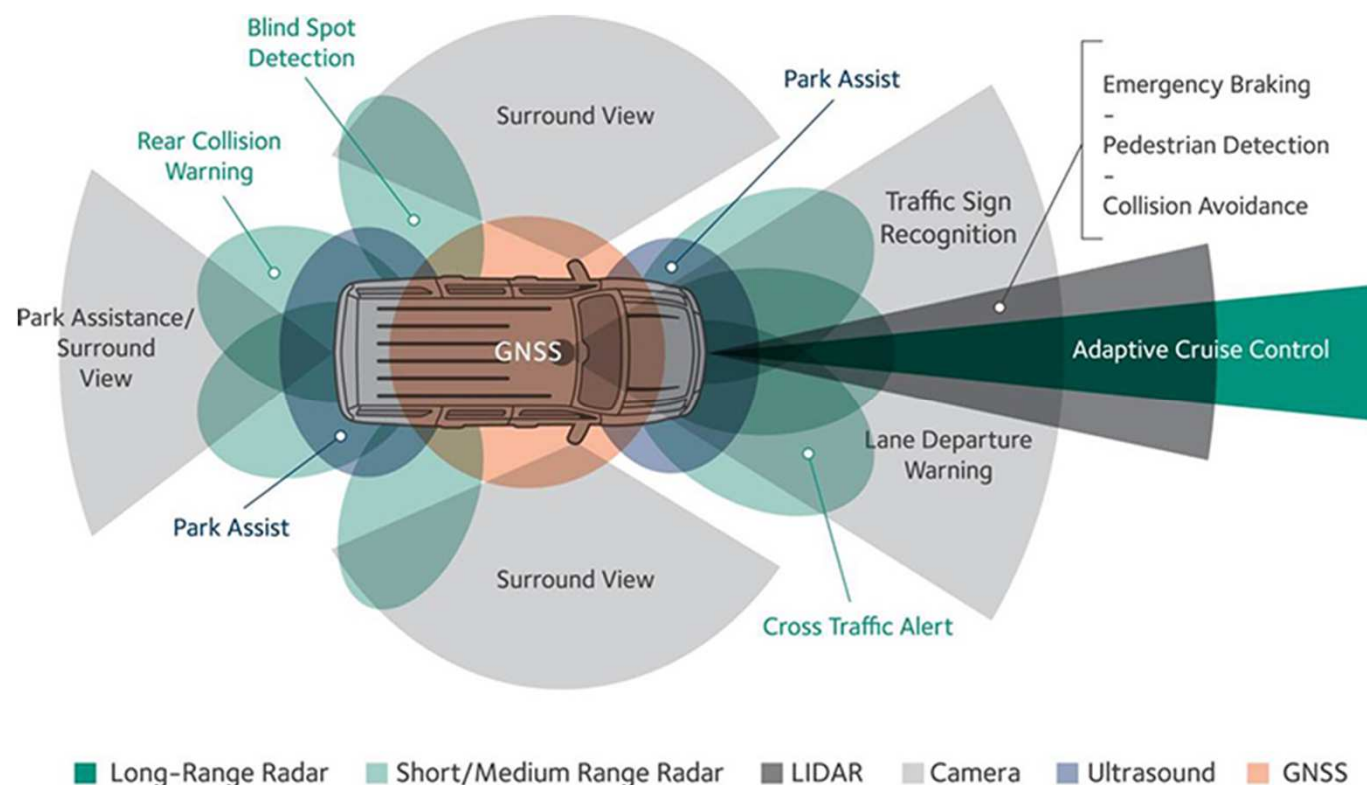 Blind Spot
Detection
Surround View
Park Assist
Emergency Braking
-
Pedestrian Detection
-
Collision Avoidance
Rear Collision
Warning
Traffic Sign
Recognition
Park Assistance/
Surround
View
GNSS
Adaptive Cruise Control
Lane Departure
Warning
Park Assist
Surround View
Cross Traffic Alert
Long-Range Radar
Short/Medium Range Radar
LIDAR
Camera
Ultrasound
GNSS